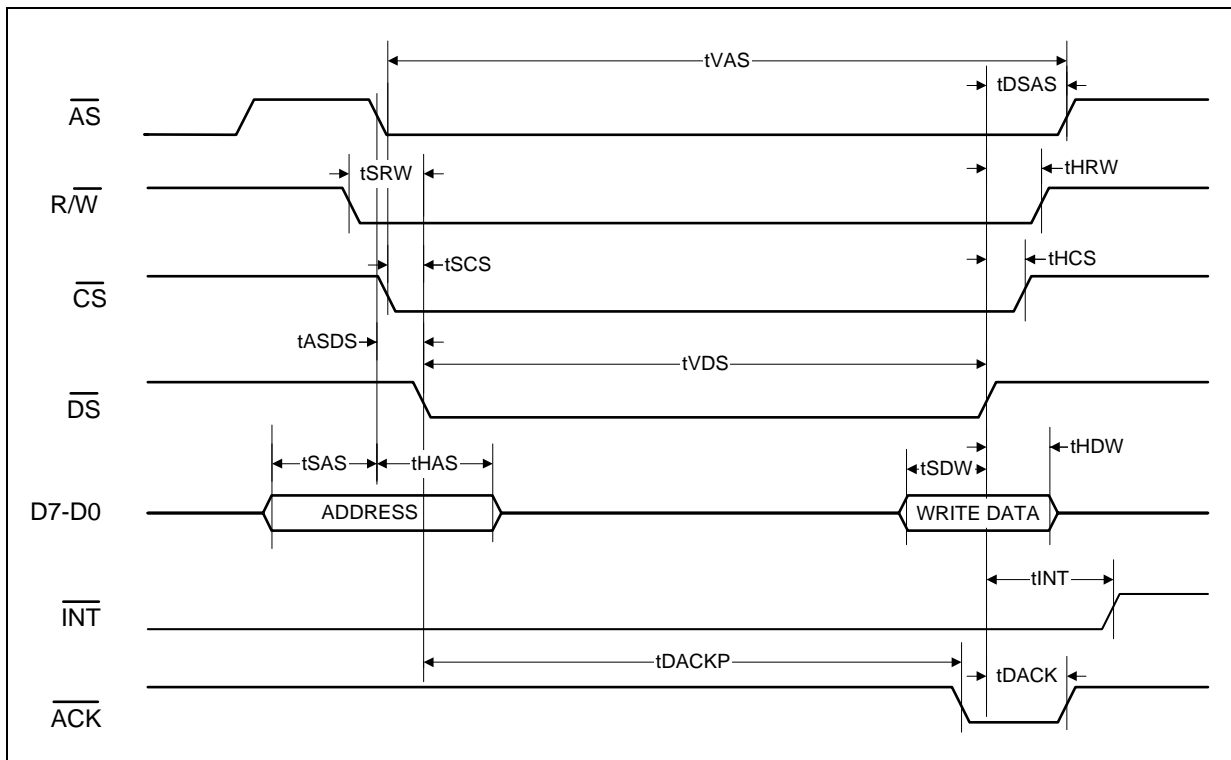 tVAS
tDSAS
AS
tSRW
tHRW
R/W
tSCS
tHCS
CS
tASDS
tVDS
DS
tSAS
tHAS
tSDW
tHDW
D7-D0
ADDRESS
WRITE DATA
tINT
INT
tDACKP
tDACK
ACK